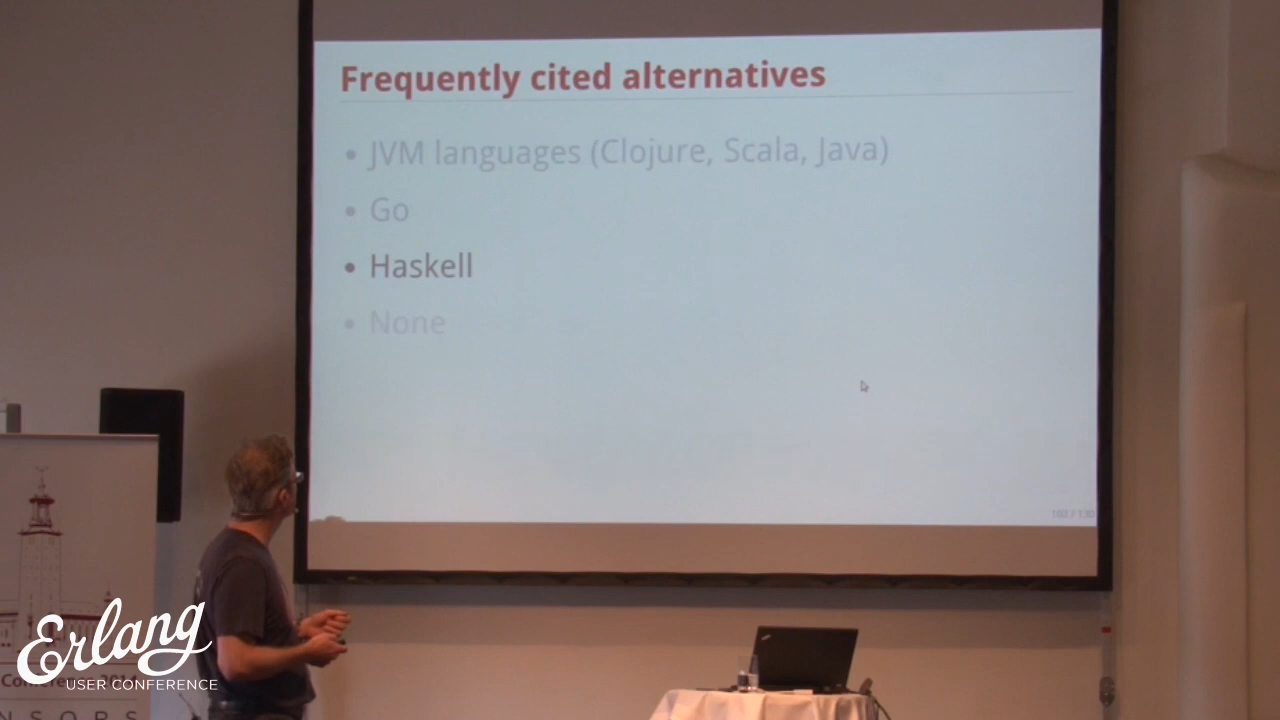 Frequently cited alternatives
• JVM languages (Clojure, Scala, Java)
• Go
• Haskell
• None
Erlang
USER CONFERENCE